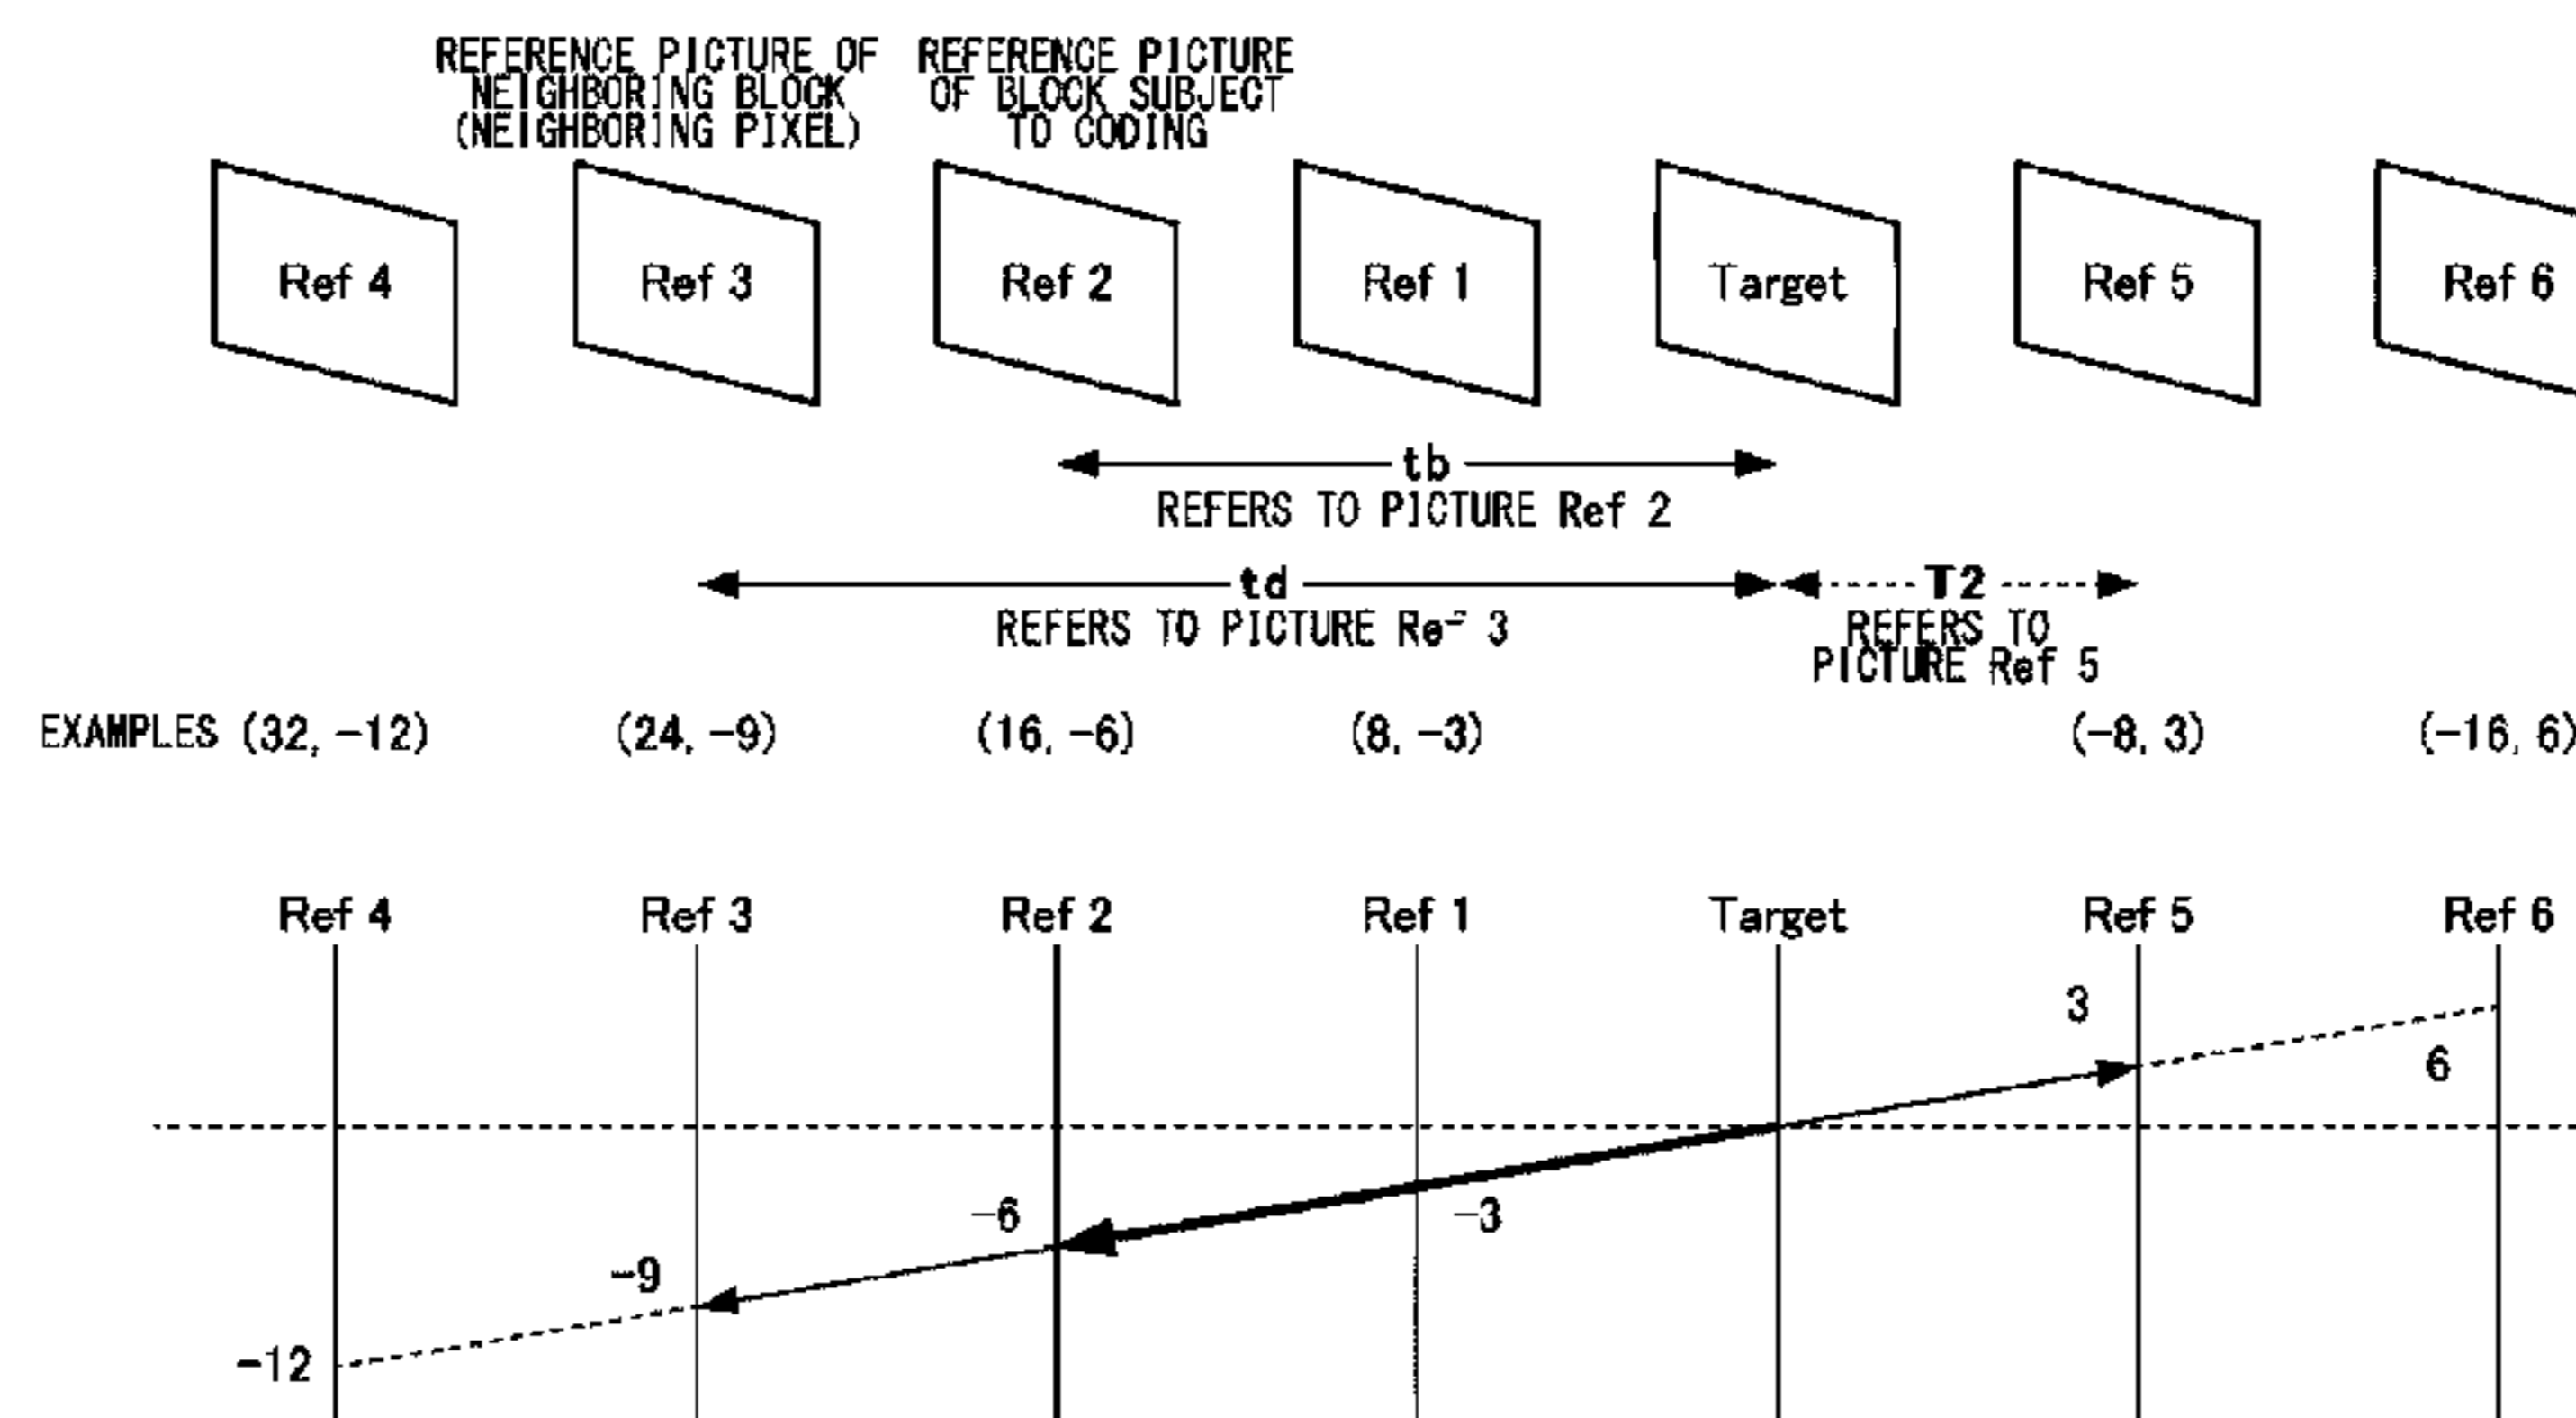 REFERENCE PICTURE OF
NEIGHBORING BLOCK
(NEIGHBORING PIXEL)
REFERENCE PICTURE
OF BLOCK SUBJECT
TO CODING
Ref 4
Ref 3
Ref 2
Ref 1
Target
Ref 5
Ref 6
tb
REFERS TO PICTURE Ref 2
td
REFERS TO PICTURE Ref 3
T2
REFERS TO
PICTURE Ref 5
EXAMPLES (32, -12)
(24, -9)
(16, -6)
(8, -3)
(-8, 3)
(-16, 6)
Ref 4
Ref 3
Ref 2
Ref 1
Target
Ref 5
Ref 6
3
6
-6
-3
-9
-12